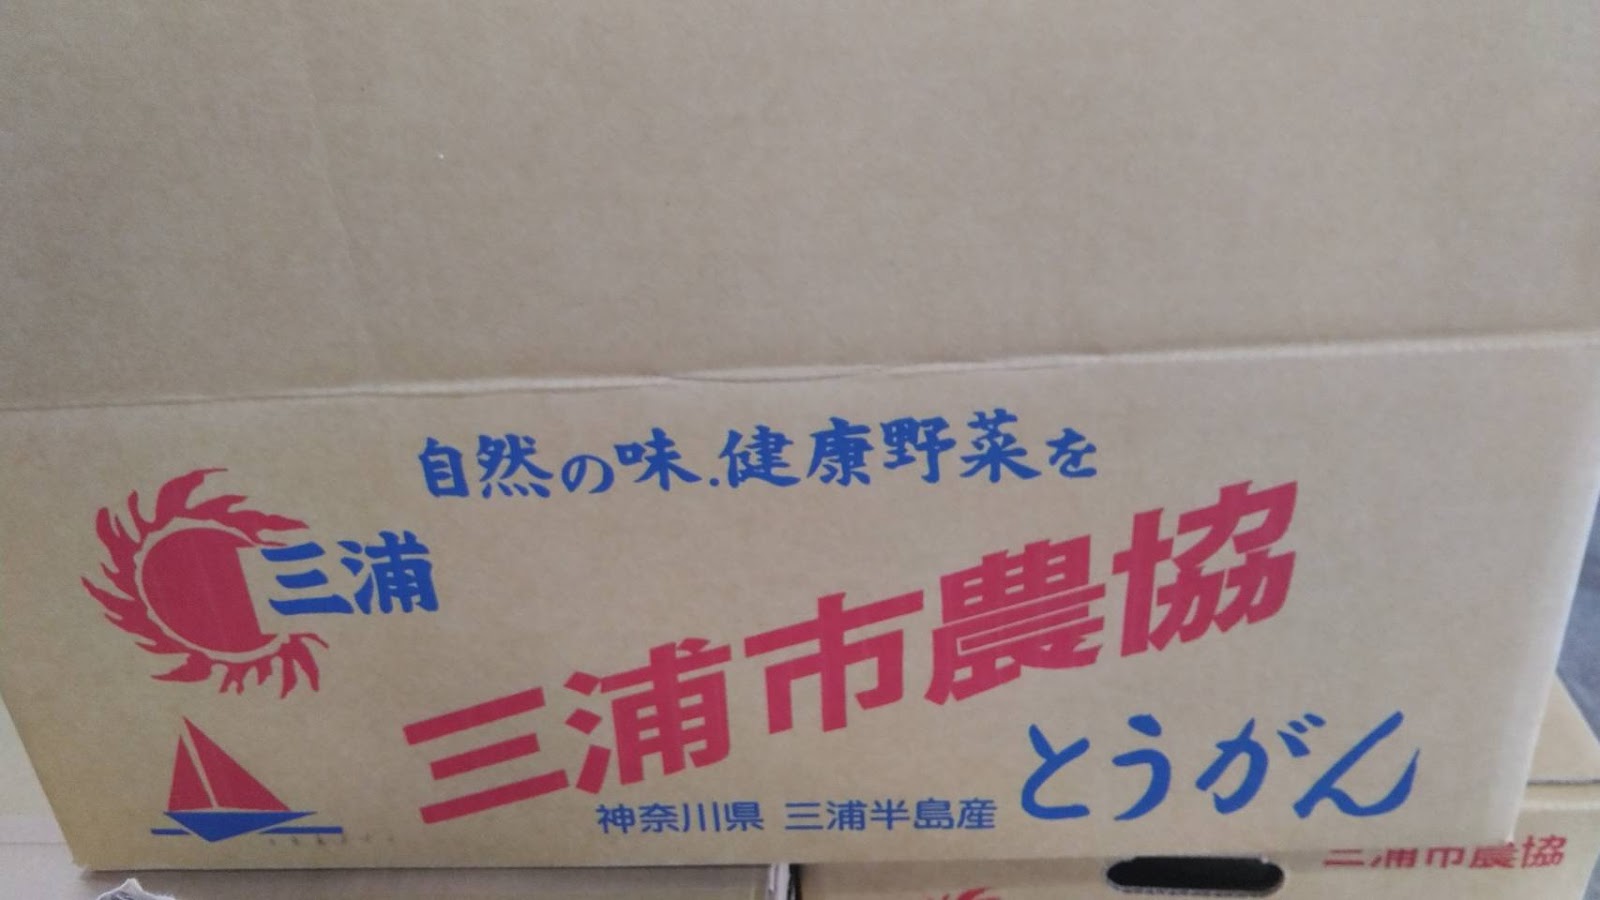 自然の味.健康野菜を
三浦
三浦市農協
とうがん
神奈川県 三浦半島産
三浦市農協